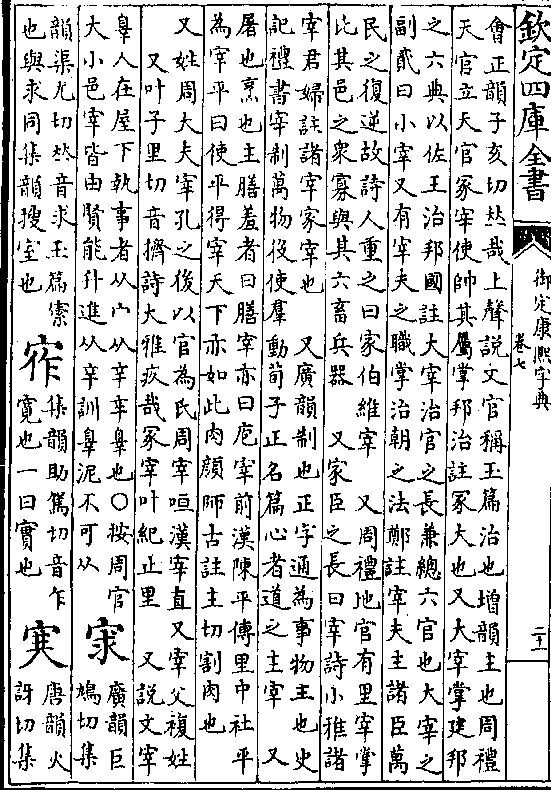 欽定四庫全書
御定康熙字典
卷七
二十一
會正韻子亥切𠀤哉上聲說文官稱玉篇治也增韻主也周禮
天官立天官冢宰使帥其屬掌邦治註冢大也又大宰掌建邦
之六典以佐王治邦國註大宰治官之長兼總六官也大宰之
副貳曰小宰又有宰夫之職掌治朝之法鄭註宰夫主諸臣萬
民之復逆故詩人重之曰家伯維宰　又周禮地官有里宰掌
比其邑之衆寡與其六畜兵器　又家臣之長曰宰詩小雅諸
宰君婦註諸宰家宰也　又廣韻制也正字通為事物主也史
記禮書宰制萬物役使羣動荀子正名篇心者道之主宰　又
屠也烹也主膳羞者曰膳宰亦曰庖宰前漢陳平傳里中社平
為宰平曰使平得宰天下亦如此肉顏師古註主切割肉也
又姓周大夫宰孔之後以官為氏周宰咺漢宰直又宰父複姓
又叶子里切音擠詩大雅疚哉冢宰叶紀止里　又說文宰
辠人在屋下執事者从宀从辛辛辠也○按周官
大小邑宰皆由賢能升進从辛訓辠泥不可从
㝌
廣韻巨
鳩切集
韻渠尤切𠀤音求玉篇索
也與求同集韻搜室也
㡸
集韻助駕切音乍
寬也一曰實也
㝠
唐韻火
訝切集